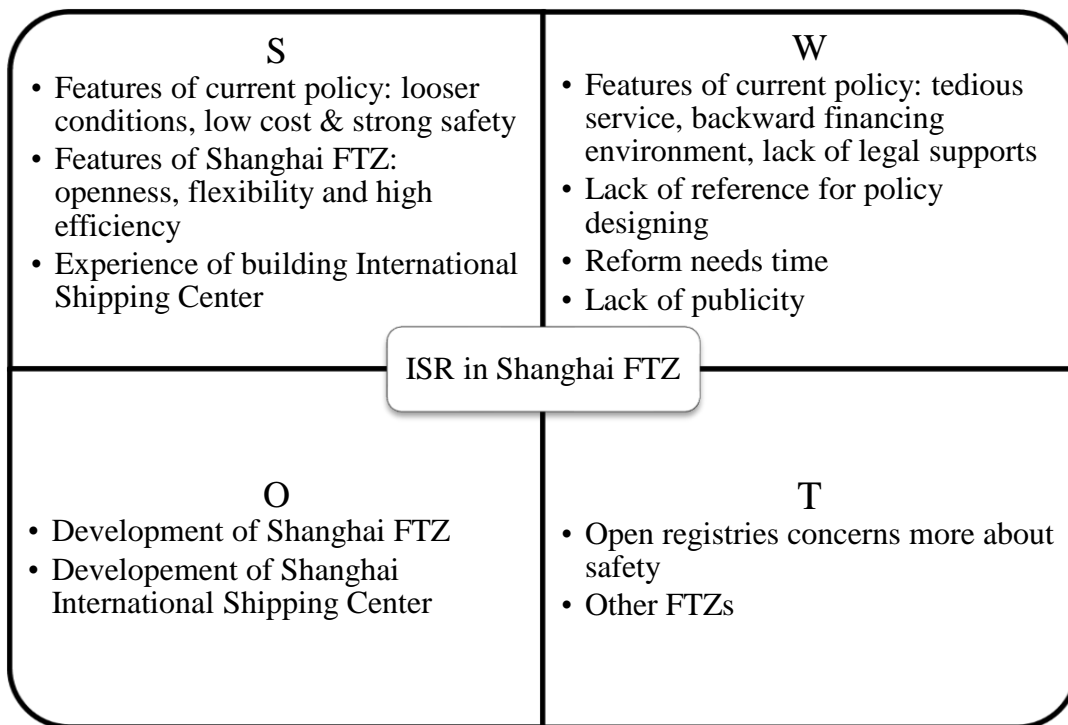 S
• Features of current policy: looser
conditions, low cost & strong safety
• Features of Shanghai FTZ:
openness, flexibility and high
efficiency
• Experience of building International
Shipping Center
W
• Features of current policy: tedious
service, backward financing
environment, lack of legal supports
• Lack of reference for policy
designing
• Reform needs time
• Lack of publicity
ISR in Shanghai FTZ
O
• Development of Shanghai FTZ
• Developement of Shanghai
International Shipping Center
T
• Open registries concerns more about
safety
• Other FTZs